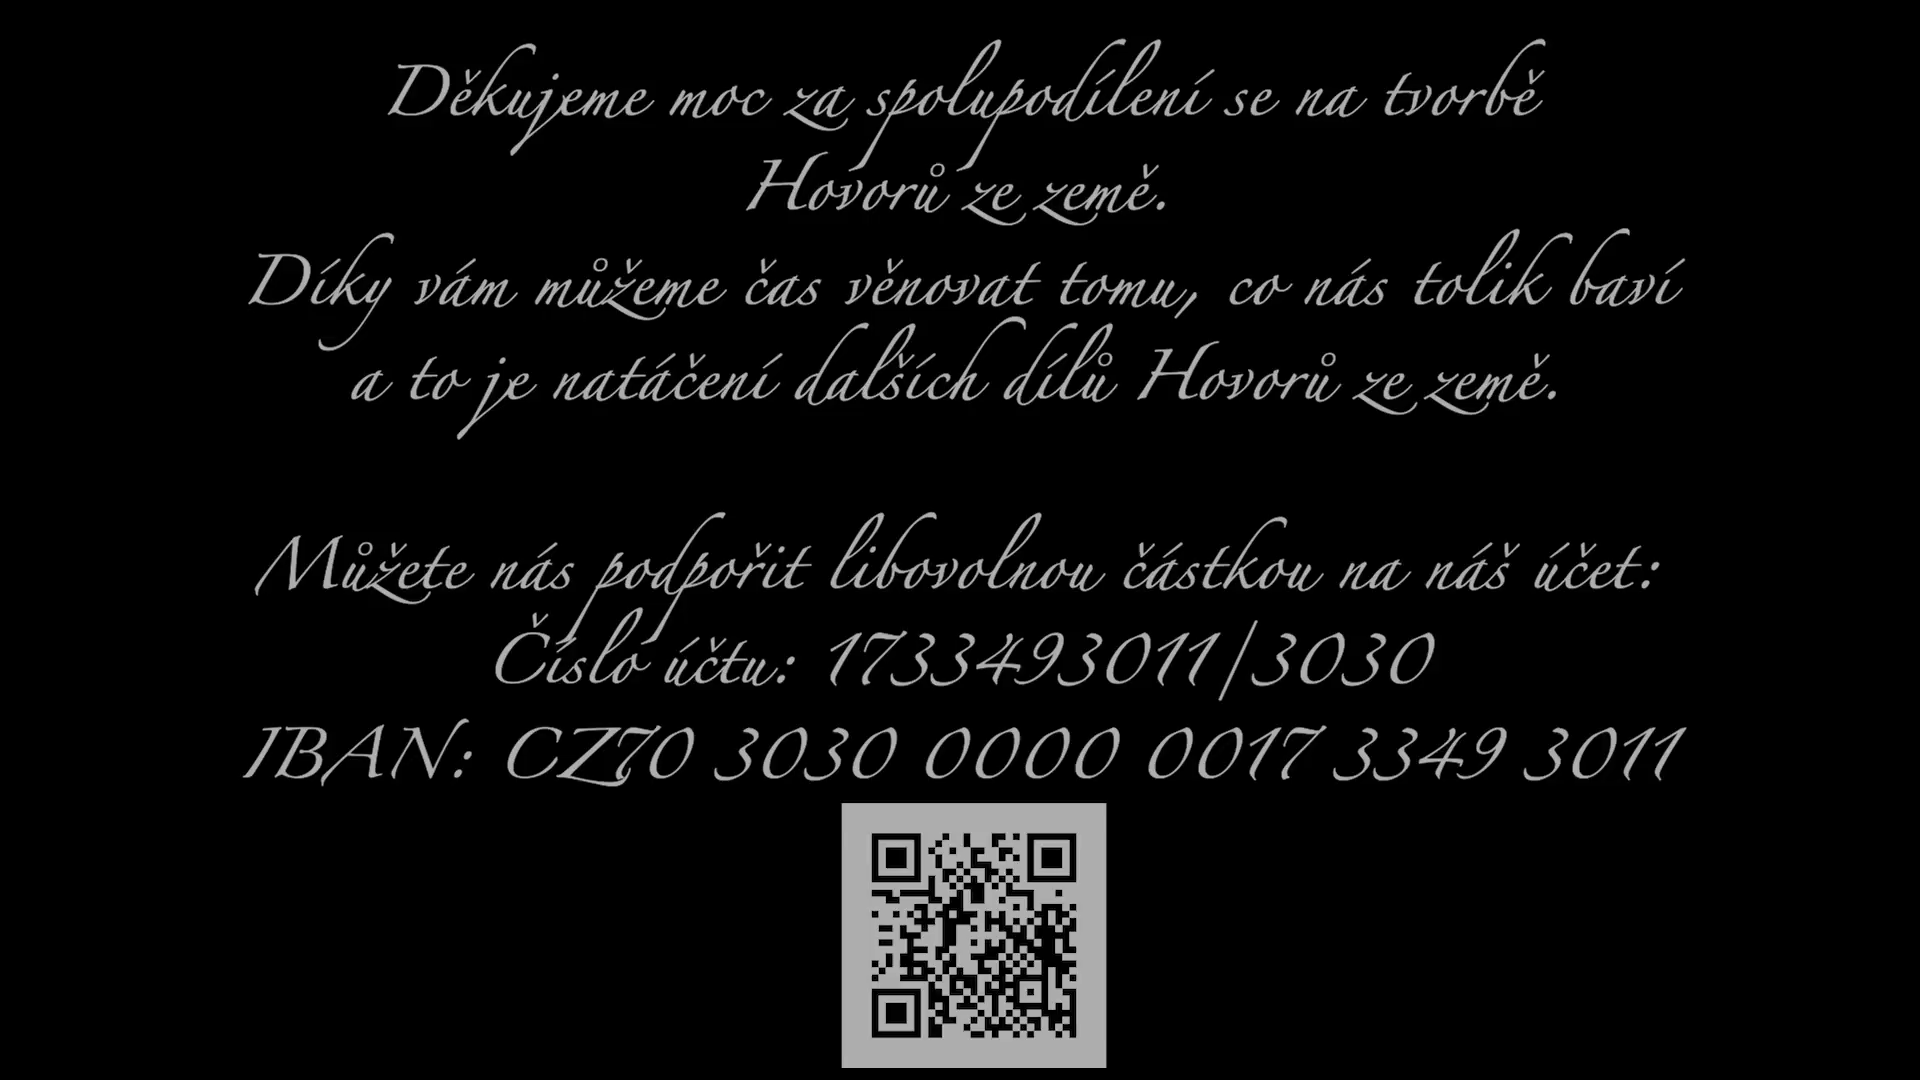 Děkujeme moc za spolupodílení se na tvorbě
Hovorů ze země.
Díky vám můžeme čas věnovat tomu, co nás tolik baví
a to je natáčení dalších dílů Hovorů ze země.
Můžete nás podpořit libovolnou částkou na náš účet:
Číslo účtu: 1733493011/3030
IBAN: CZ70 3030 0000 0017 3349 3011